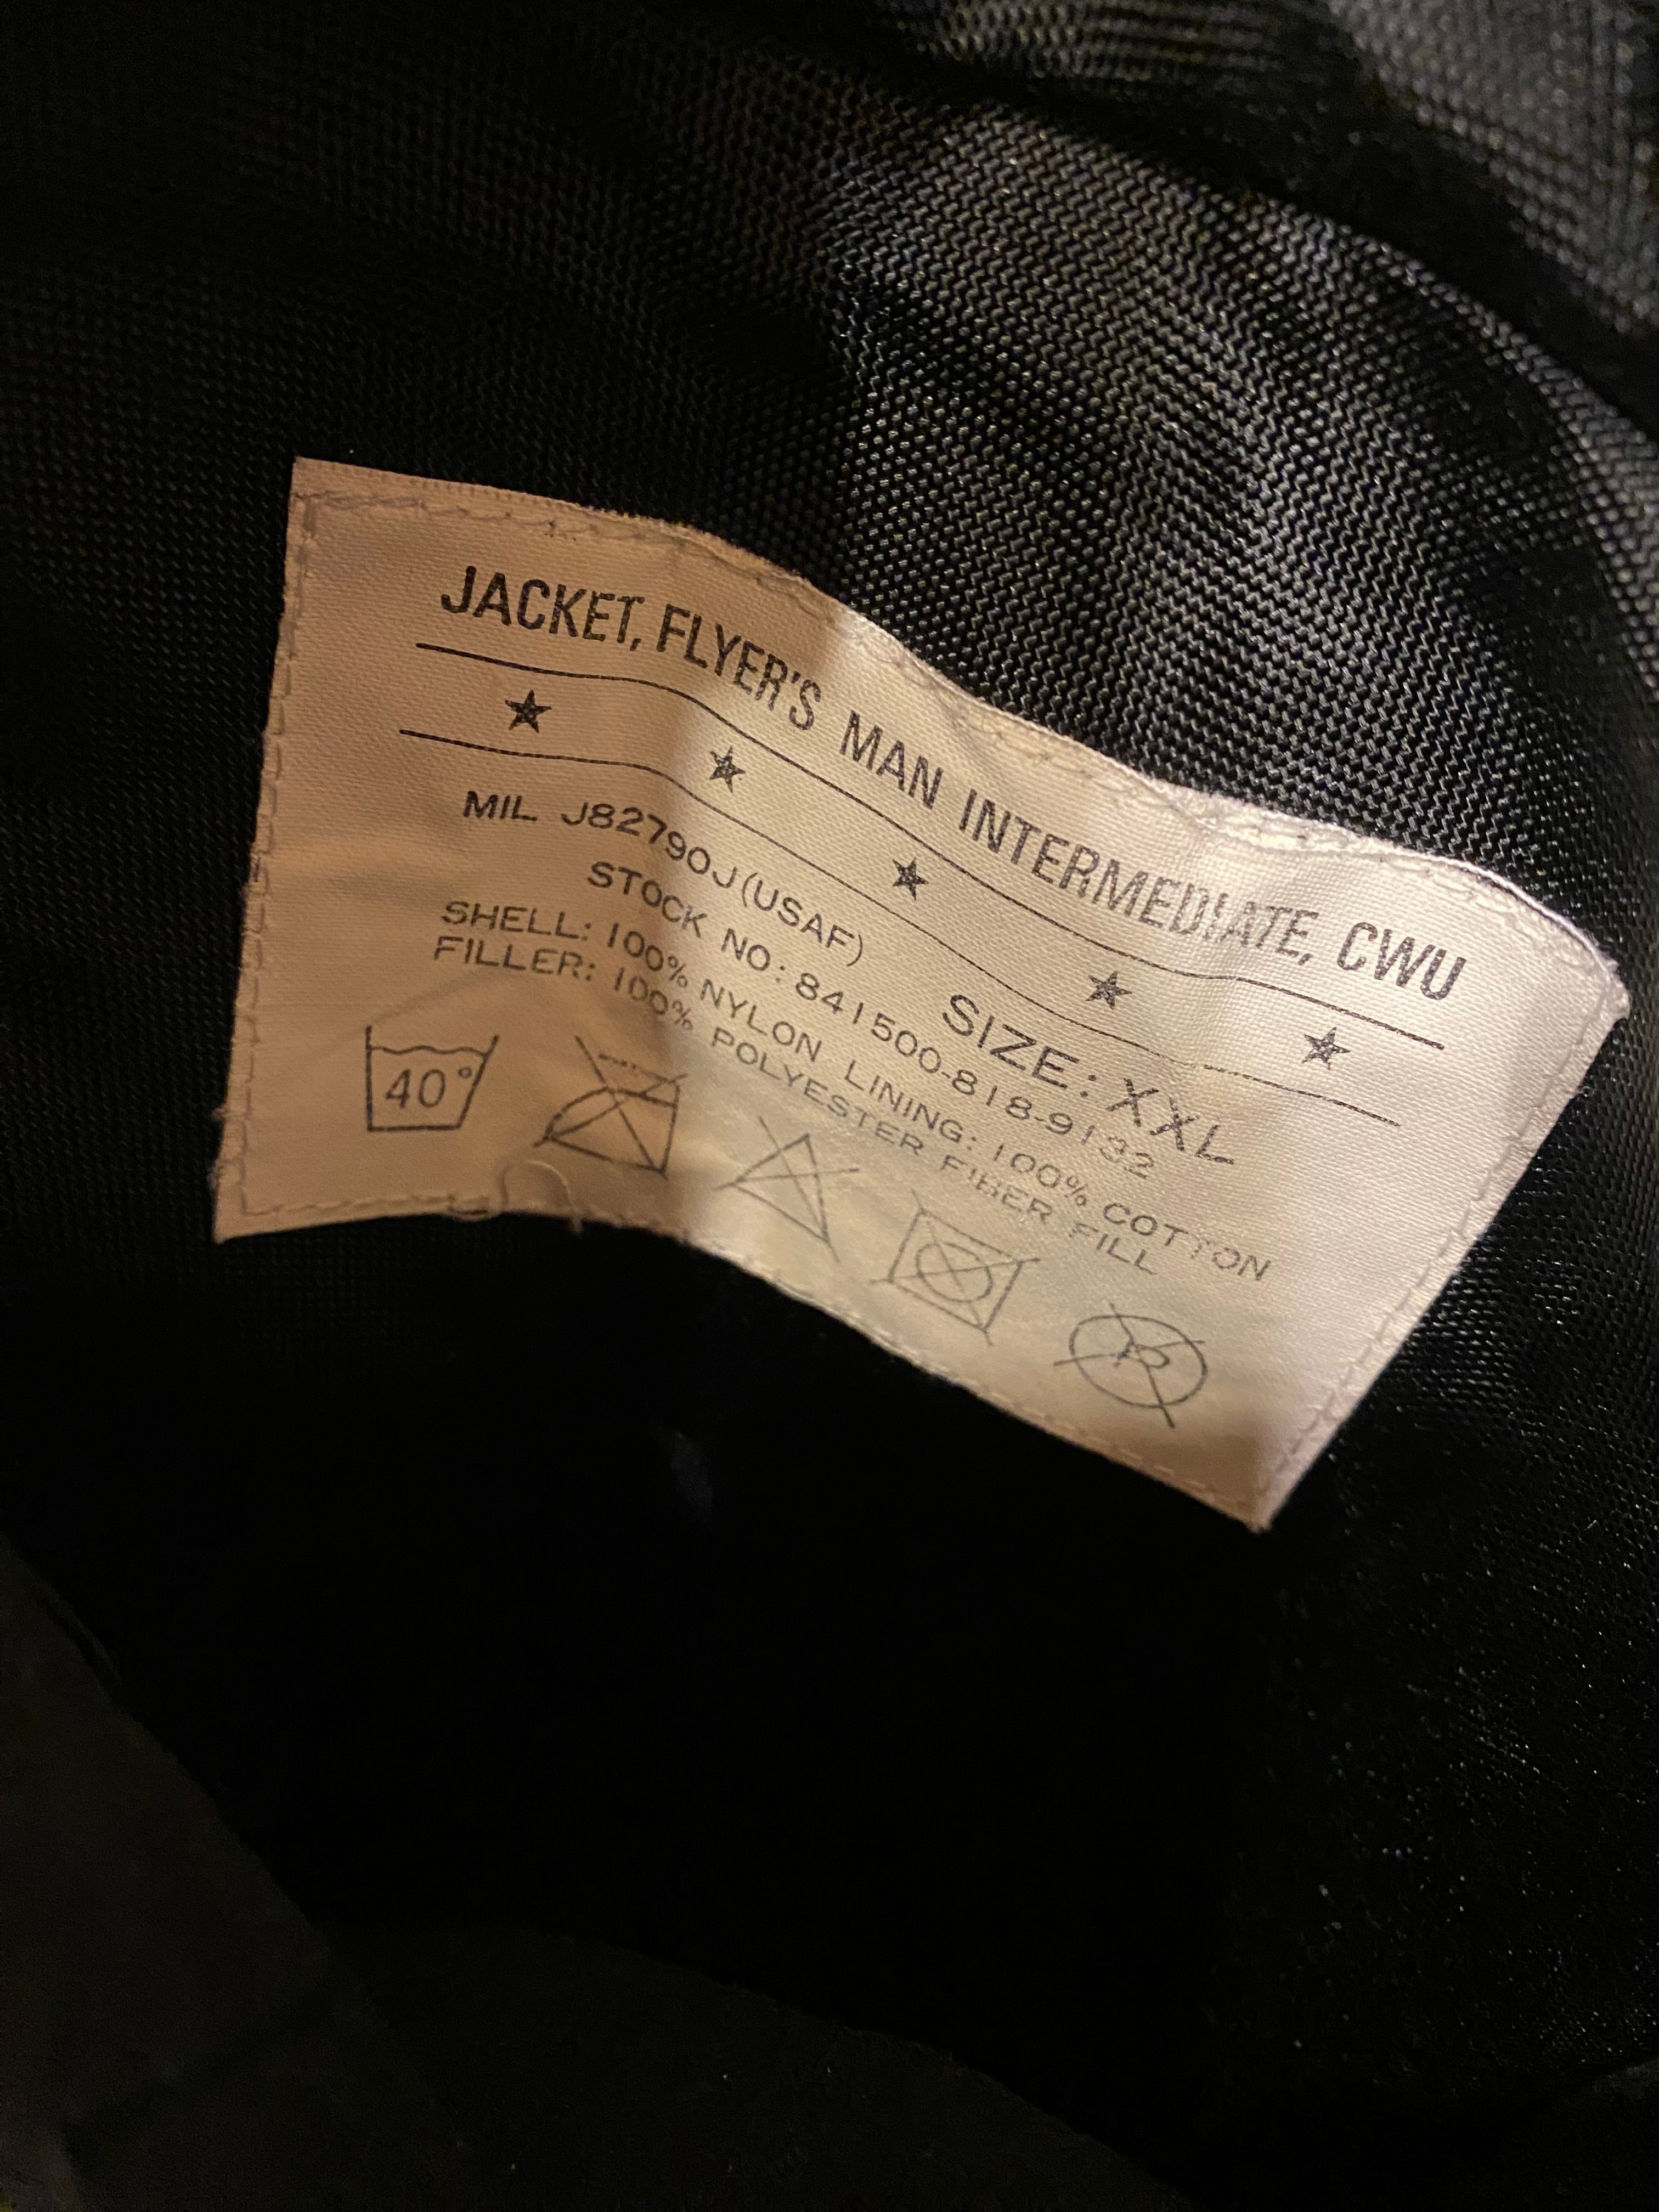 JACKET, FLYER'S MAN INTERMEDIATE, CWU
MIL J82790J(USAF) SIZE: XXL
STOCK NO: 841500-818-9132
SHELL: 100% NYLON LINING: 100% COTTON
FILLER: 100% POLYESTER FIBER FILL
40°
R